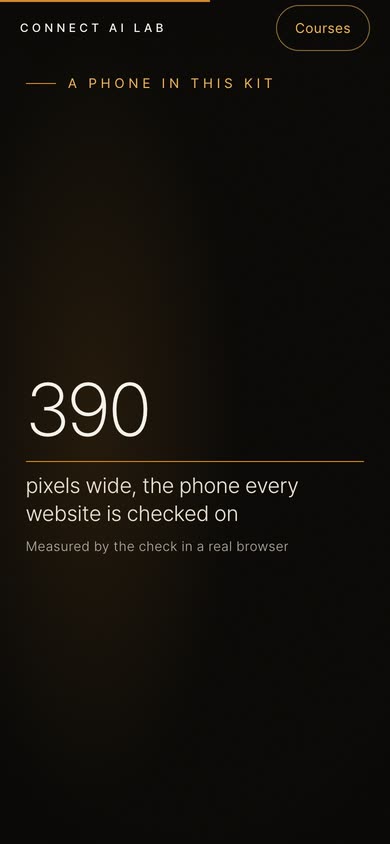 CONNECT AI LAB
Courses
A PHONE IN THIS KIT
390
pixels wide, the phone every
website is checked on
Measured by the check in a real browser